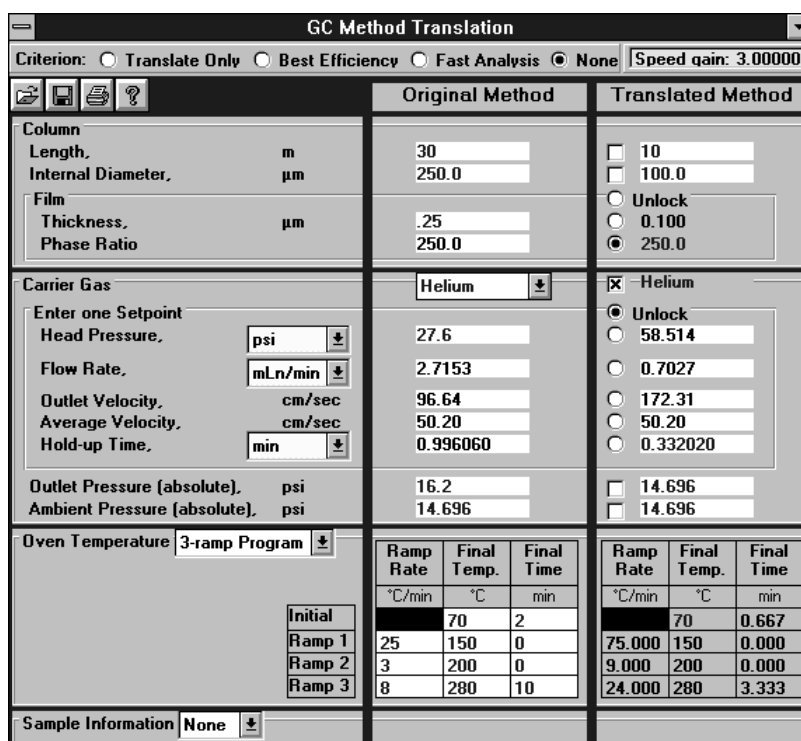 GC Method Translation
Criterion: Translate Only Best Efficiency Fast Analysis None Speed gain: 3.00000
? Original Method Translated Method
Column
Length, m 30 10
Internal Diameter, µm 250.0 100.0
Film Unlock
Thickness, µm .25 0.100
Phase Ratio 250.0 250.0
Carrier Gas Helium Helium
Enter one Setpoint Unlock
Head Pressure, psi 27.6 58.514
Flow Rate, mLn/min 2.7153 0.7027
Outlet Velocity, cm/sec 96.64 172.31
Average Velocity, cm/sec 50.20 50.20
Hold-up Time, min 0.996060 0.332020
Outlet Pressure (absolute), psi 16.2 14.696
Ambient Pressure (absolute), psi 14.696 14.696
Oven Temperature 3-ramp Program
Ramp Rate Final Temp. Final Time Ramp Rate Final Temp. Final Time
°C/min °C min °C/min °C min
Initial 70 2 70 0.667
Ramp 1 25 150 0 75.000 150 0.000
Ramp 2 3 200 0 9.000 200 0.000
Ramp 3 8 280 10 24.000 280 3.333
Sample Information None